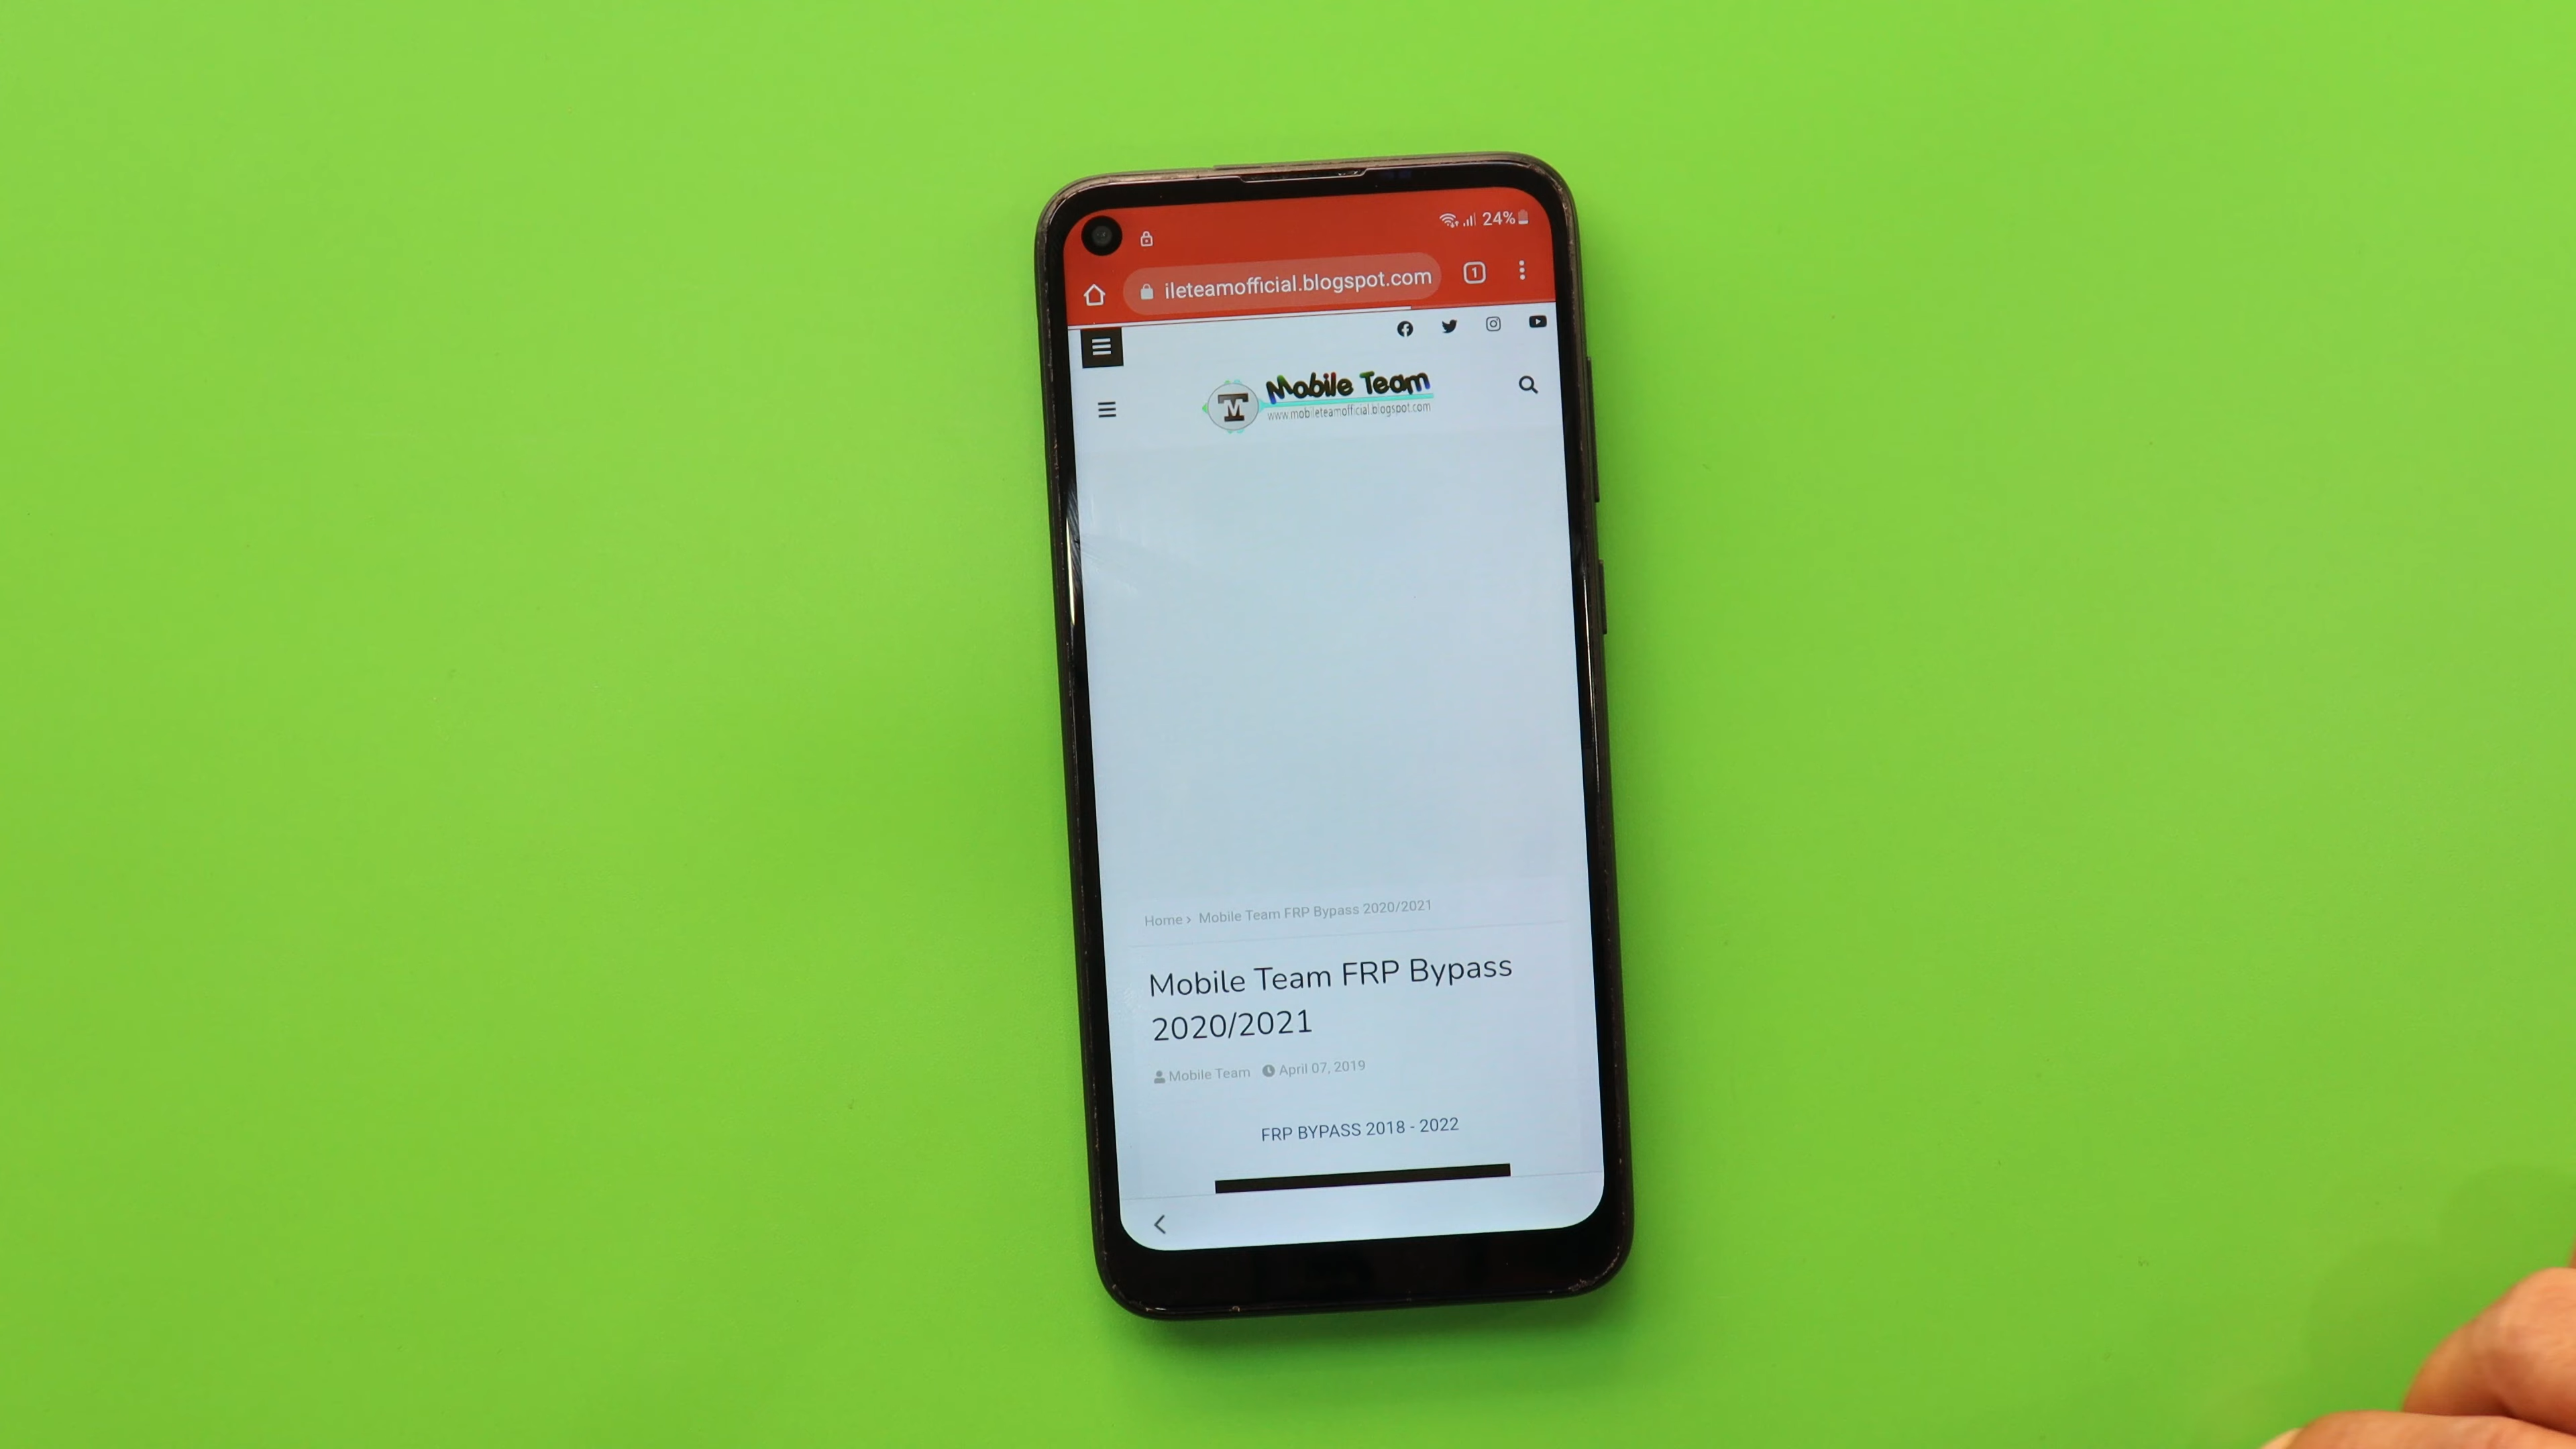 24%
ileteamofficial.blogspot.com
1
Mobile Team
www.mobileteamofficial.blogspot.com
Home › Mobile Team FRP Bypass 2020/2021
Mobile Team FRP Bypass
2020/2021
Mobile Team April 07, 2019
FRP BYPASS 2018 - 2022